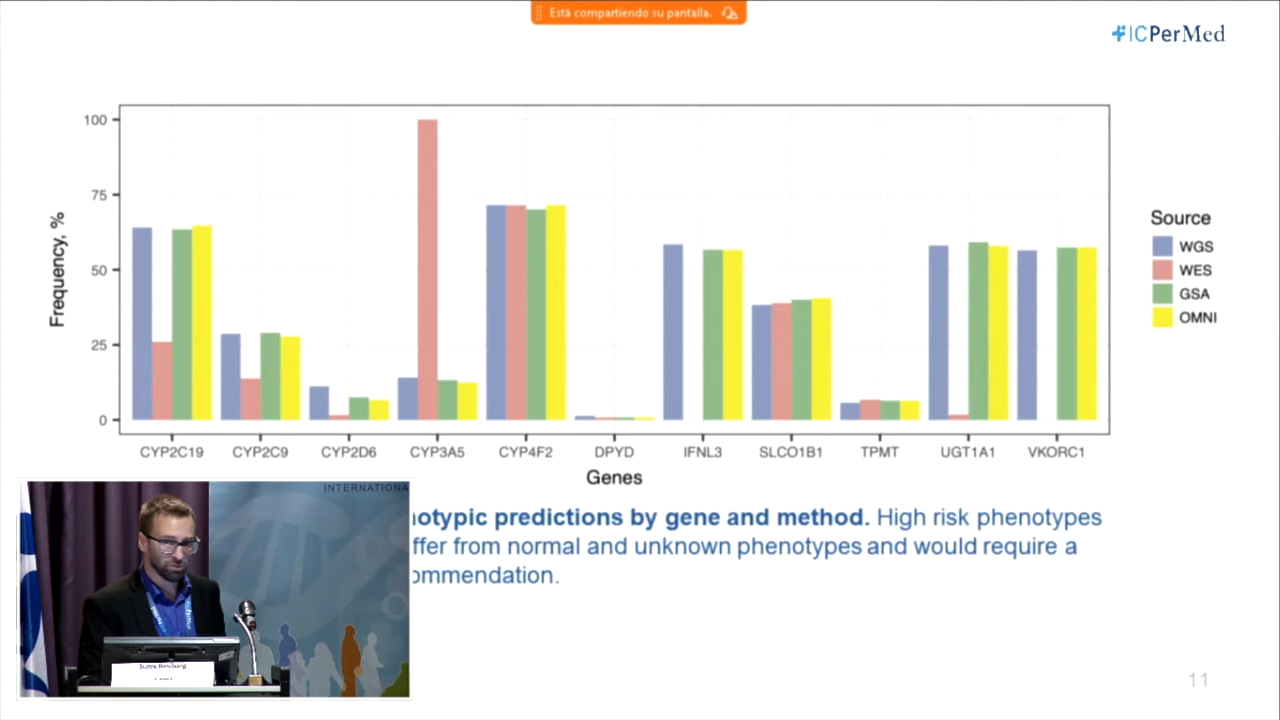 Está compartiendo su pantalla.
ICPerMed
100
75
50
25
0
Frequency, %
CYP2C19 CYP2C9 CYP2D6 CYP3A5 CYP4F2 DPYD IFNL3 SLCO1B1 TPMT UGT1A1 VKORC1
Genes
Source
WGS
WES
GSA
OMNI
INTERNATIONA
notypic predictions by gene and method. High risk phenotypes
ffer from normal and unknown phenotypes and would require a
ommendation.
11